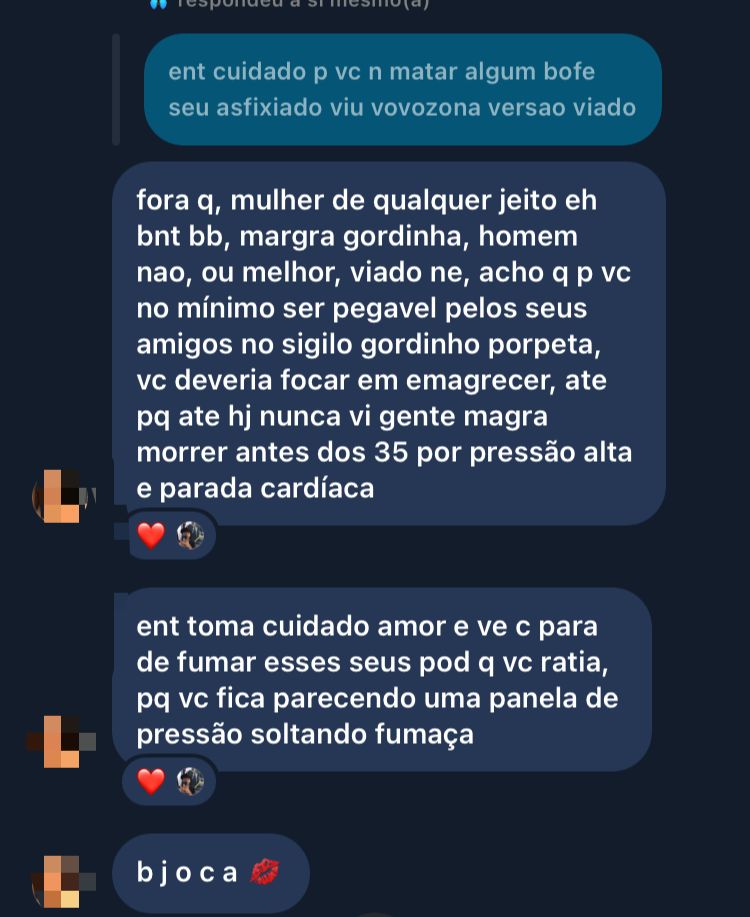 respondeu a si mesmo(a)
ent cuidado p vc n matar algum bofe
seu asfixiado viu vovozona versao viado
fora q, mulher de qualquer jeito eh
bnt bb, margra gordinha, homem
nao, ou melhor, viado ne, acho q p vc
no mínimo ser pegavel pelos seus
amigos no sigilo gordinho porpeta,
vc deveria focar em emagrecer, ate
pq ate hj nunca vi gente magra
morrer antes dos 35 por pressão alta
e parada cardíaca
ent toma cuidado amor e ve c para
de fumar esses seus pod q vc ratia,
pq vc fica parecendo uma panela de
pressão soltando fumaça
b j o c a 💋